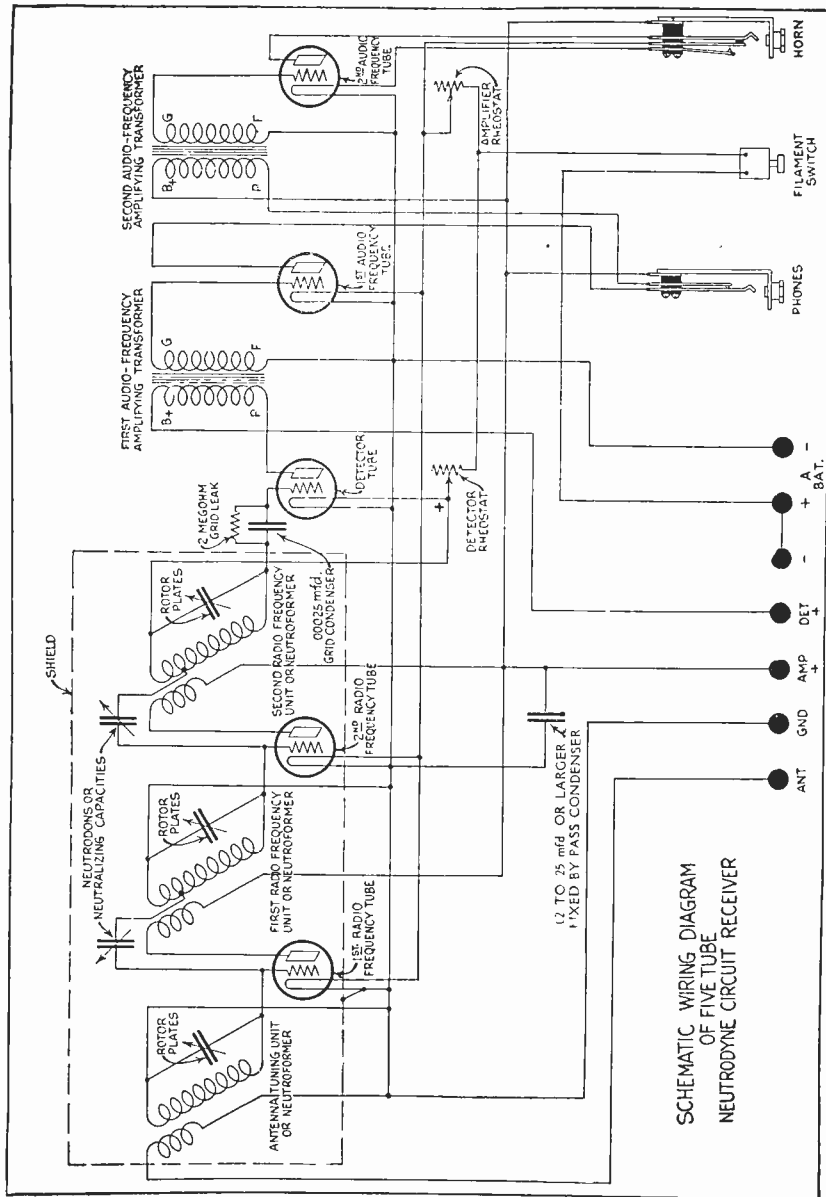 SHIELD
NEUTRODONS OR
NEUTRALIZING CAPACITIES
ROTOR
PLATES
ROTOR
PLATES
ROTOR
PLATES
ANTENNA TUNING UNIT
OR NEUTROFORMER
1ST RADIO
FREQUENCY TUBE
FIRST RADIO FREQUENCY
UNIT OR NEUTROFORMER
2ND RADIO
FREQUENCY TUBE
SECOND RADIO FREQUENCY
UNIT OR NEUTROFORMER
2 MEGOHM
GRID LEAK
.00025 mfd.
GRID CONDENSER
DETECTOR
TUBE
FIRST AUDIO-FREQUENCY
AMPLIFYING TRANSFORMER
B+
G
P
F
1ST AUDIO
FREQUENCY
TUBE
SECOND AUDIO-FREQUENCY
AMPLIFYING TRANSFORMER
B+
G
P
F
2ND AUDIO
FREQUENCY
TUBE
+
DETECTOR
RHEOSTAT
AMPLIFIER
RHEOSTAT
mfd OR LARGER
FIXED BY PASS CONDENSER
ANT
GND
AMP
+
DET
+
-
+
-
A
BAT.
PHONES
FILAMENT
SWITCH
HORN
SCHEMATIC WIRING DIAGRAM
OF FIVE TUBE
NEUTRODYNE CIRCUIT RECEIVER